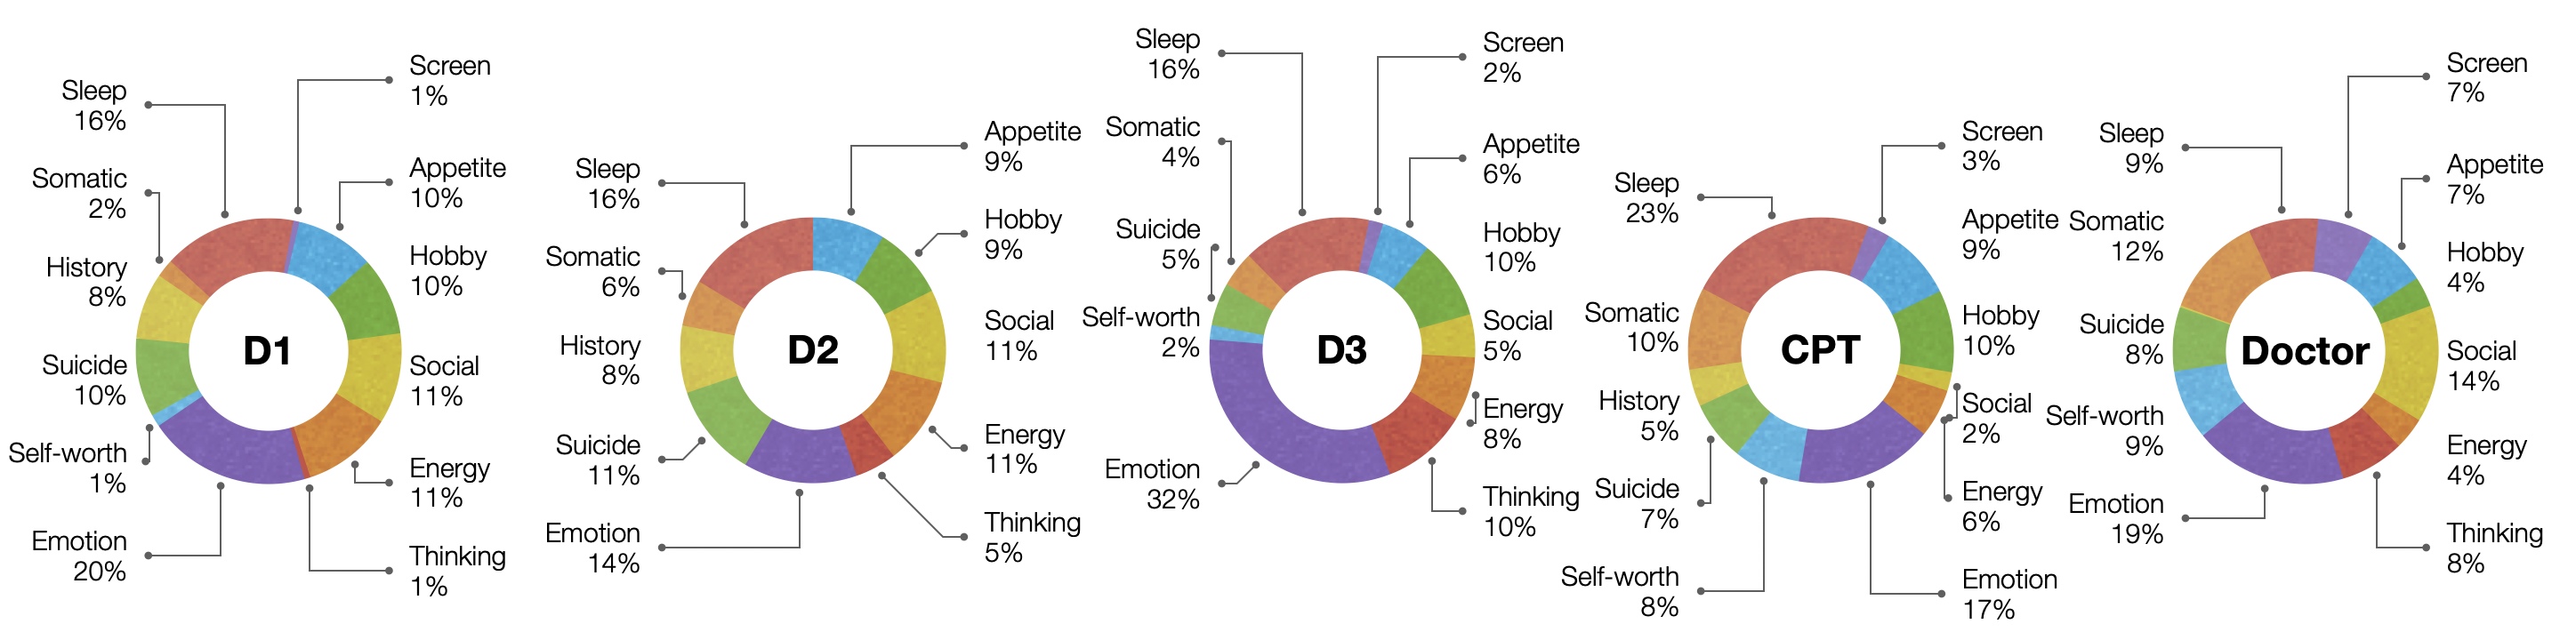 Screen
1%
Sleep
16%
Appetite
10%
Somatic
2%
Hobby
10%
History
8%
D1
Social
11%
Suicide
10%
Self-worth
1%
Energy
11%
Emotion
20%
Thinking
1%
Appetite
9%
Sleep
16%
Hobby
9%
Somatic
6%
Social
11%
History
8%
D2
Energy
11%
Suicide
11%
Thinking
5%
Emotion
14%
Sleep
16%
Screen
2%
Somatic
4%
Appetite
6%
Suicide
5%
Hobby
10%
Self-worth
2%
Social
5%
D3
Energy
8%
Emotion
32%
Thinking
10%
Screen
3%
Sleep
23%
Appetite
9%
Somatic
10%
Hobby
10%
CPT
History
5%
Social
2%
Suicide
7%
Energy
6%
Self-worth
8%
Emotion
17%
Screen
7%
Sleep
9%
Appetite
7%
Somatic
12%
Hobby
4%
Suicide
8%
Doctor
Social
14%
Self-worth
9%
Energy
4%
Emotion
19%
Thinking
8%